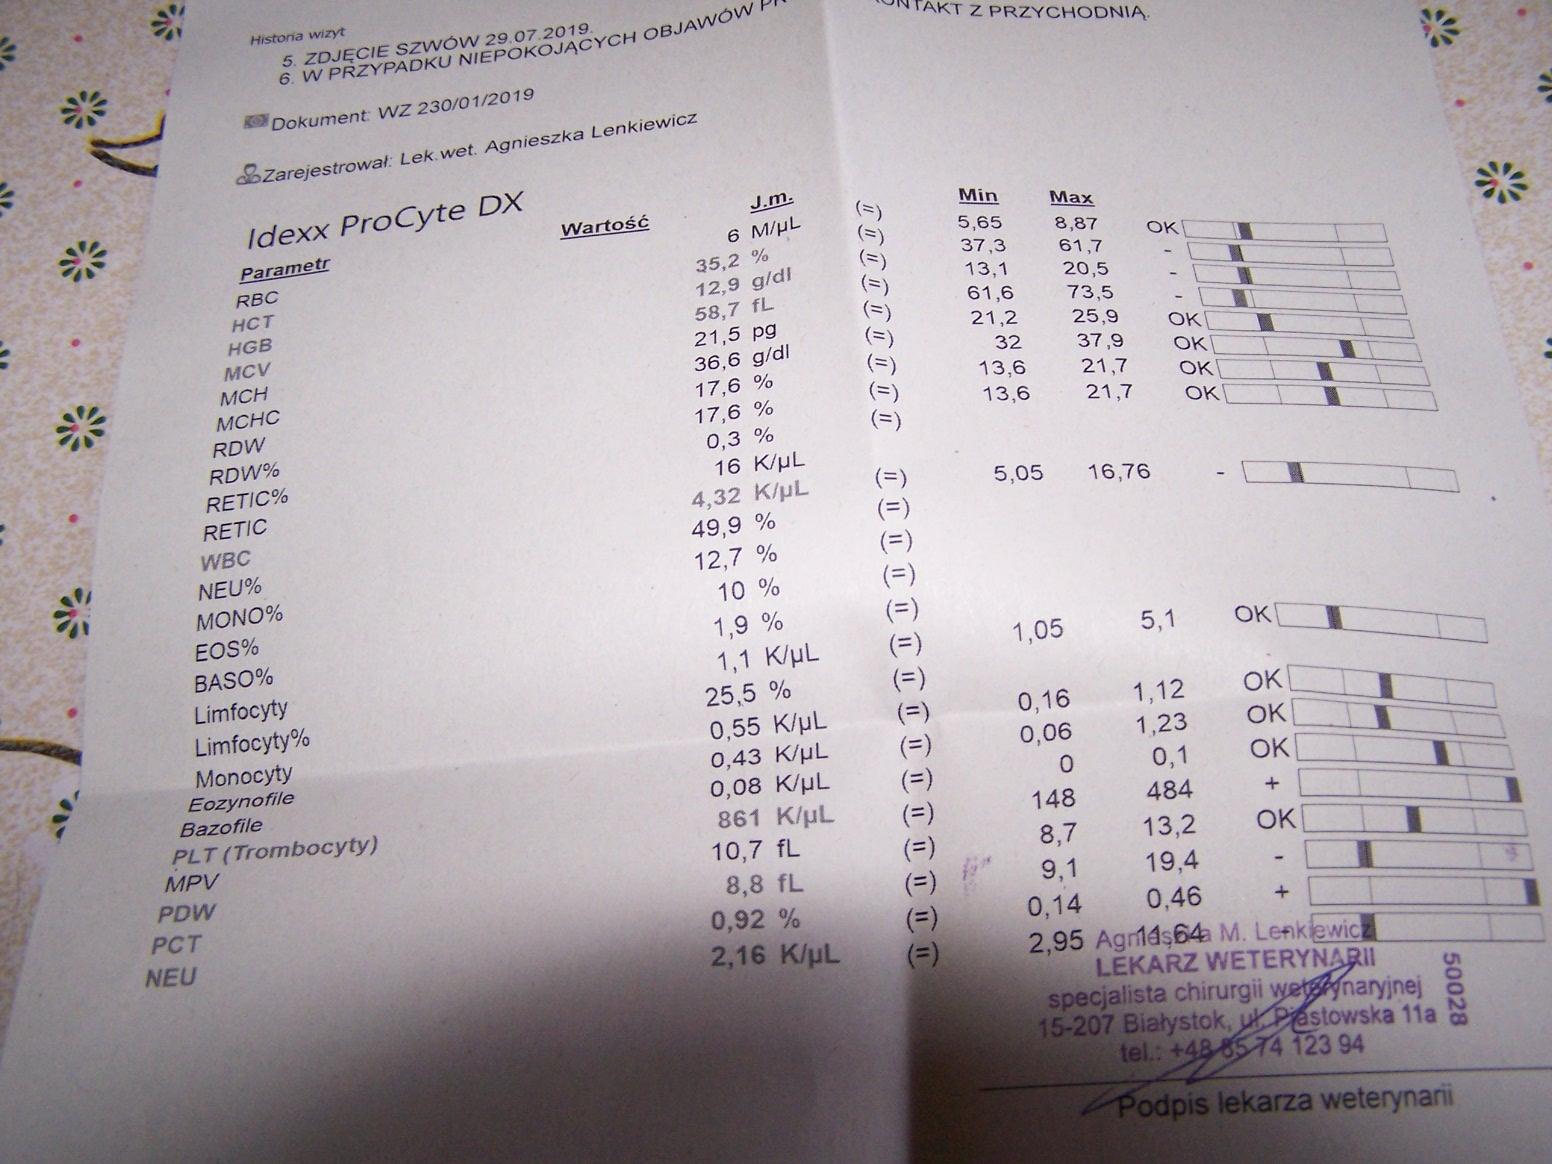 Historia wizyt
5. ZDJĘCIE SZWÓW 29.07.2019.
6. W PRZYPADKU NIEPOKOJĄCYCH OBJAWÓW KONTAKT Z PRZYCHODNIĄ.
Dokument: WZ 230/01/2019
Zarejestrował: Lek.wet. Agnieszka Lenkiewicz
Idexx ProCyte DX
Parametr Wartość J.m. Min Max
RBC 6 M/µL (=) 5,65 8,87 OK
HCT 35,2 % (=) 37,3 61,7 -
HGB 12,9 g/dl (=) 13,1 20,5 -
MCV 58,7 fL (=) 61,6 73,5 -
MCH 21,5 pg (=) 21,2 25,9 OK
MCHC 36,6 g/dl (=) 32 37,9 OK
RDW 17,6 % (=) 13,6 21,7 OK
RDW% 17,6 % (=) 13,6 21,7 OK
RETIC% 0,3 % (=)
RETIC 16 K/µL
WBC 4,32 K/µL (=) 5,05 16,76 -
NEU% 49,9 % (=)
MONO% 12,7 % (=)
EOS% 10 % (=)
BASO% 1,9 % (=)
Limfocyty 1,1 K/µL (=) 1,05 5,1 OK
Limfocyty% 25,5 % (=)
Monocyty 0,55 K/µL (=) 0,16 1,12 OK
Eozynofile 0,43 K/µL (=) 0,06 1,23 OK
Bazofile 0,08 K/µL 0 0,1 OK
PLT (Trombocyty) 861 K/µL (=) 148 484 +
MPV 10,7 fL (=) 8,7 13,2 OK
PDW 8,8 fL (=) 9,1 19,4 -
PCT 0,92 % (=) 0,14 0,46 +
NEU 2,16 K/µL (=) 2,95 11,64 -
Agnieszka M. Lenkiewicz
LEKARZ WETERYNARII
specjalista chirurgii weterynaryjnej
15-207 Białystok, ul. Piastowska 11a
tel.: +48 85 74 123 94
50028
Podpis lekarza weterynarii